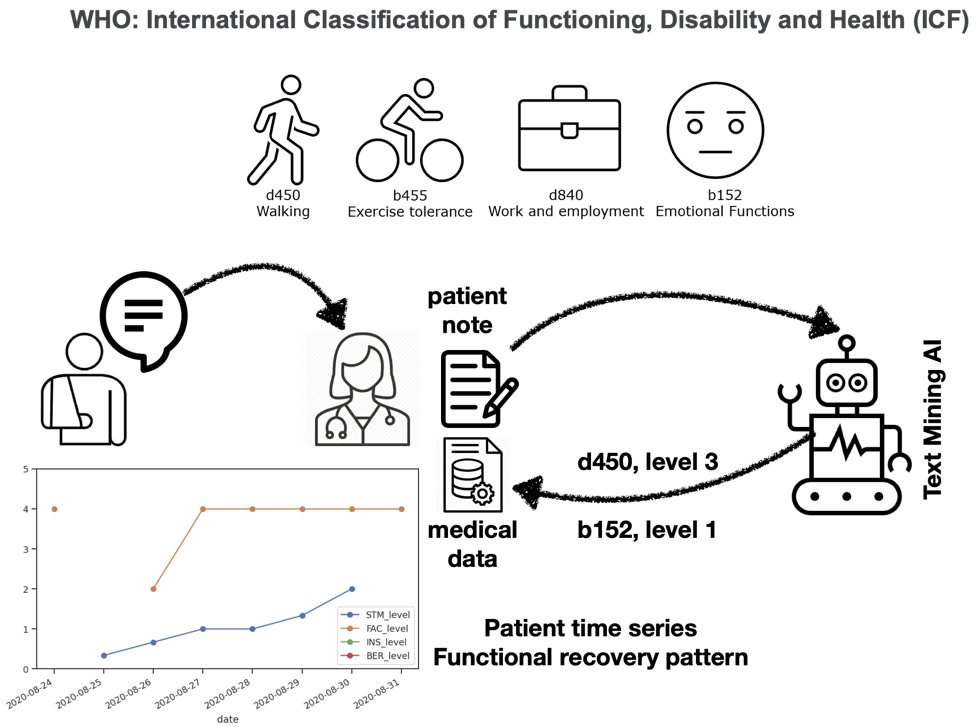 WHO: International Classification of Functioning, Disability and Health (ICF)
d450
Walking
b455
Exercise tolerance
d840
Work and employment
b152
Emotional Functions
patient
note
Text Mining AI
d450, level 3
b152, level 1
medical
data
5
4
3
2
1
0
STM_level
FAC_level
INS_level
BER_level
2020-08-24
2020-08-25
2020-08-26
2020-08-27
2020-08-28
2020-08-29
2020-08-30
2020-08-31
date
Patient time series
Functional recovery pattern